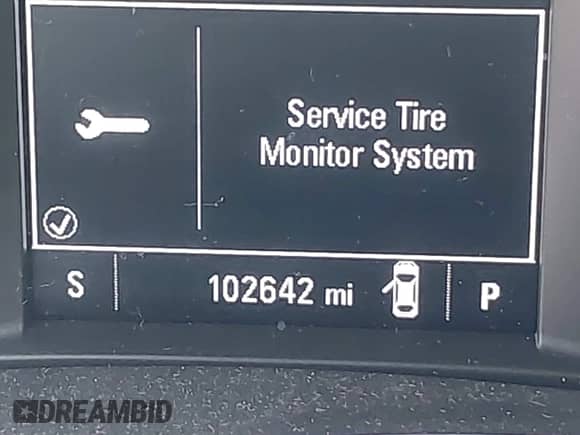 Service Tire
Monitor System
S
102642 mi
P
DREAMBID